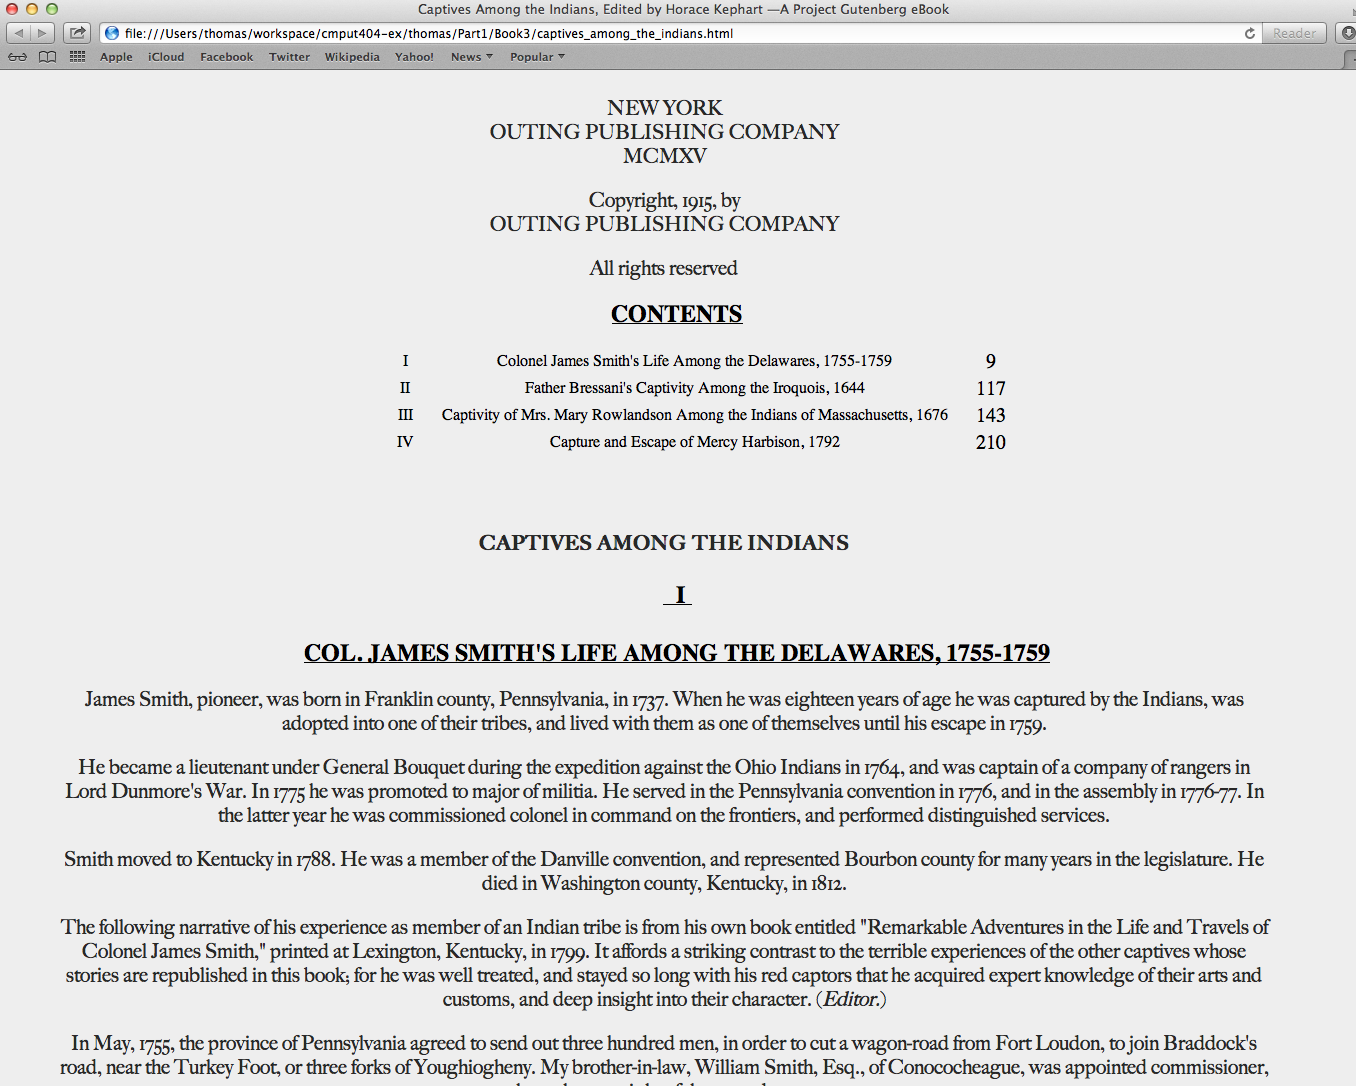 Captives Among the Indians, Edited by Horace Kephart —A Project Gutenberg eBook
file:///Users/thomas/workspace/cmput404-ex/thomas/Part1/Book3/captives_among_the_indians.html
Reader
Apple iCloud Facebook Twitter Wikipedia Yahoo! News Popular
NEW YORK
OUTING PUBLISHING COMPANY
MCMXV
Copyright, 1915, by
OUTING PUBLISHING COMPANY
All rights reserved
CONTENTS
I Colonel James Smith's Life Among the Delawares, 1755-1759 9
II Father Bressani's Captivity Among the Iroquois, 1644 117
III Captivity of Mrs. Mary Rowlandson Among the Indians of Massachusetts, 1676 143
IV Capture and Escape of Mercy Harbison, 1792 210
CAPTIVES AMONG THE INDIANS
I
COL. JAMES SMITH'S LIFE AMONG THE DELAWARES, 1755-1759
James Smith, pioneer, was born in Franklin county, Pennsylvania, in 1737. When he was eighteen years of age he was captured by the Indians, was
adopted into one of their tribes, and lived with them as one of themselves until his escape in 1759.
He became a lieutenant under General Bouquet during the expedition against the Ohio Indians in 1764, and was captain of a company of rangers in
Lord Dunmore's War. In 1775 he was promoted to major of militia. He served in the Pennsylvania convention in 1776, and in the assembly in 1776-77. In
the latter year he was commissioned colonel in command on the frontiers, and performed distinguished services.
Smith moved to Kentucky in 1788. He was a member of the Danville convention, and represented Bourbon county for many years in the legislature. He
died in Washington county, Kentucky, in 1812.
The following narrative of his experience as member of an Indian tribe is from his own book entitled "Remarkable Adventures in the Life and Travels of
Colonel James Smith," printed at Lexington, Kentucky, in 1799. It affords a striking contrast to the terrible experiences of the other captives whose
stories are republished in this book; for he was well treated, and stayed so long with his red captors that he acquired expert knowledge of their arts and
customs, and deep insight into their character. (Editor.)
In May, 1755, the province of Pennsylvania agreed to send out three hundred men, in order to cut a wagon-road from Fort Loudon, to join Braddock's
road, near the Turkey Foot, or three forks of Youghiogheny. My brother-in-law, William Smith, Esq., of Conococheague, was appointed commissioner,